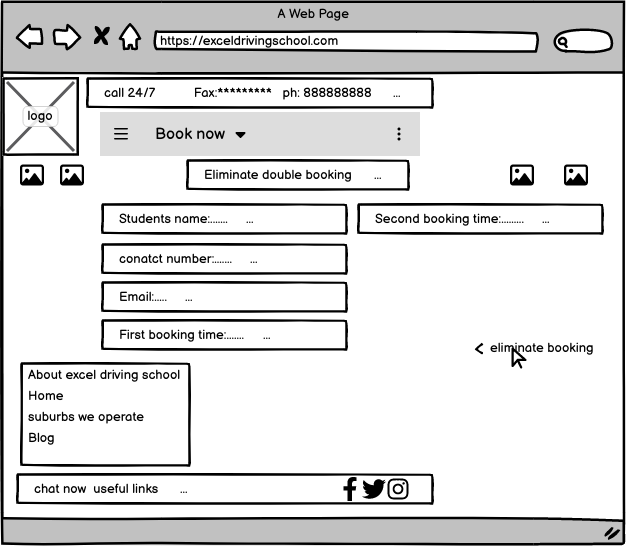 A Web Page
https://exceldrivingschool.com
logo
call 24/7 Fax:********* ph: 888888888 ...
Book now
Eliminate double booking ...
Students name:....... ...
Second booking time:......... ...
conatct number:....... ...
Email:..... ...
First booking time:....... ...
< eliminate booking
About excel driving school
Home
suburbs we operate
Blog
chat now useful links ...